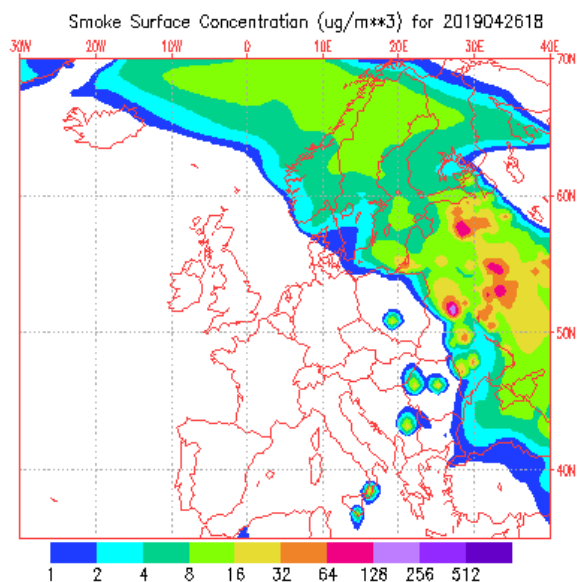 Smoke Surface Concentration (ug/m**3) for 2019042618
30W 20W 10W 0 10E 20E 30E 40E
70N
60N
50N
40N
1 2 4 8 16 32 64 128 256 512